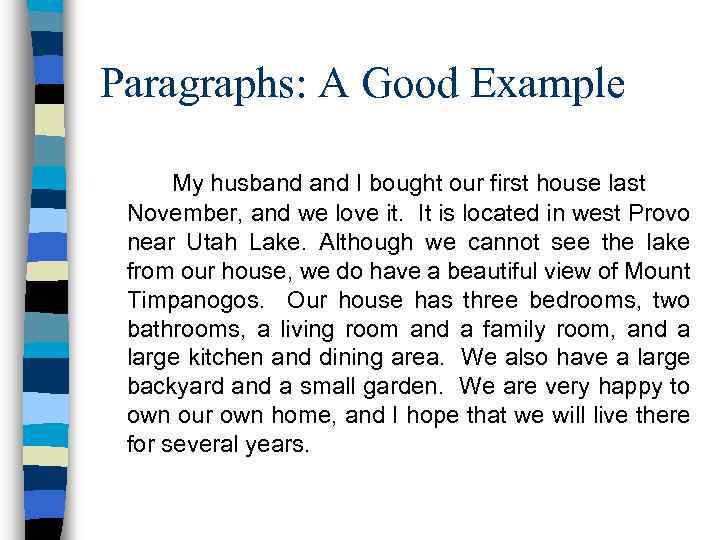 Paragraphs: A Good Example
My husband and I bought our first house last
November, and we love it. It is located in west Provo
near Utah Lake. Although we cannot see the lake
from our house, we do have a beautiful view of Mount
Timpanogos. Our house has three bedrooms, two
bathrooms, a living room and a family room, and a
large kitchen and dining area. We also have a large
backyard and a small garden. We are very happy to
own our own home, and I hope that we will live there
for several years.